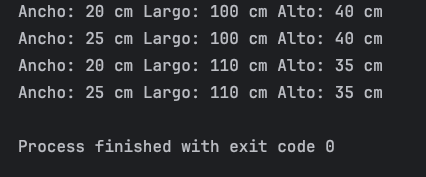 Ancho: 20 cm Largo: 100 cm Alto: 40 cm
Ancho: 25 cm Largo: 100 cm Alto: 40 cm
Ancho: 20 cm Largo: 110 cm Alto: 35 cm
Ancho: 25 cm Largo: 110 cm Alto: 35 cm
Process finished with exit code 0